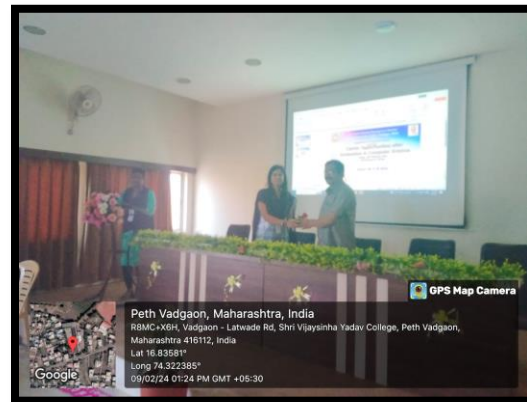 GPS Map Camera
Peth Vadgaon, Maharashtra, India
R8MC+X6H, Vadgaon - Latwade Rd, Shri Vijaysinha Yadav College, Peth Vadgaon,
Maharashtra 416112, India
Lat 16.83581°
Long 74.322385°
09/02/24 01:24 PM GMT +05:30
Google